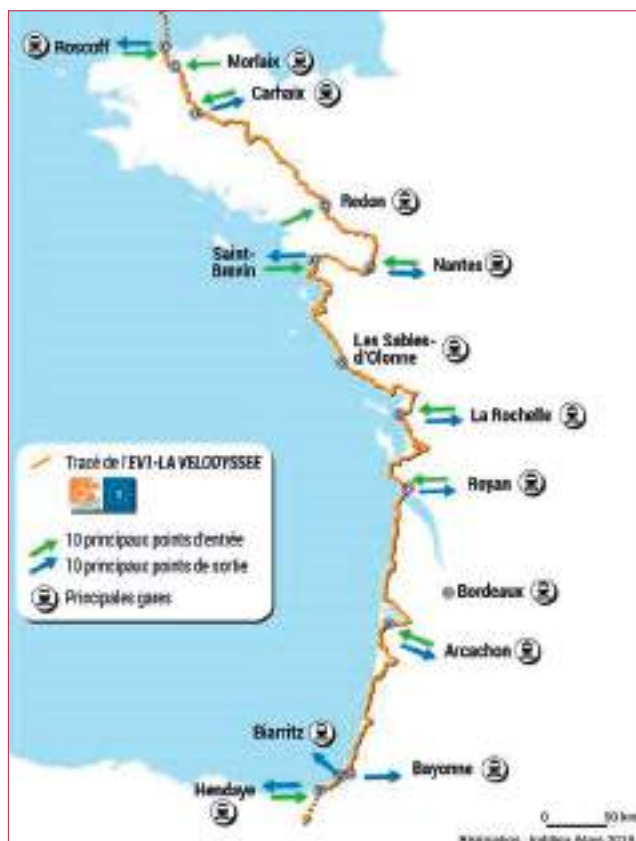 Roscoff
Morlaix
Carhaix
Redon
Saint-
Brevin
Nantes
Les Sables-
d'Olonne
La Rochelle
Tracé de l'EV1-LA VELODYSSEE
Royan
10 principaux points d'entrée
10 principaux points de sortie
Principales gares
Bordeaux
Arcachon
Biarritz
Bayonne
Hendaye
0 50 km